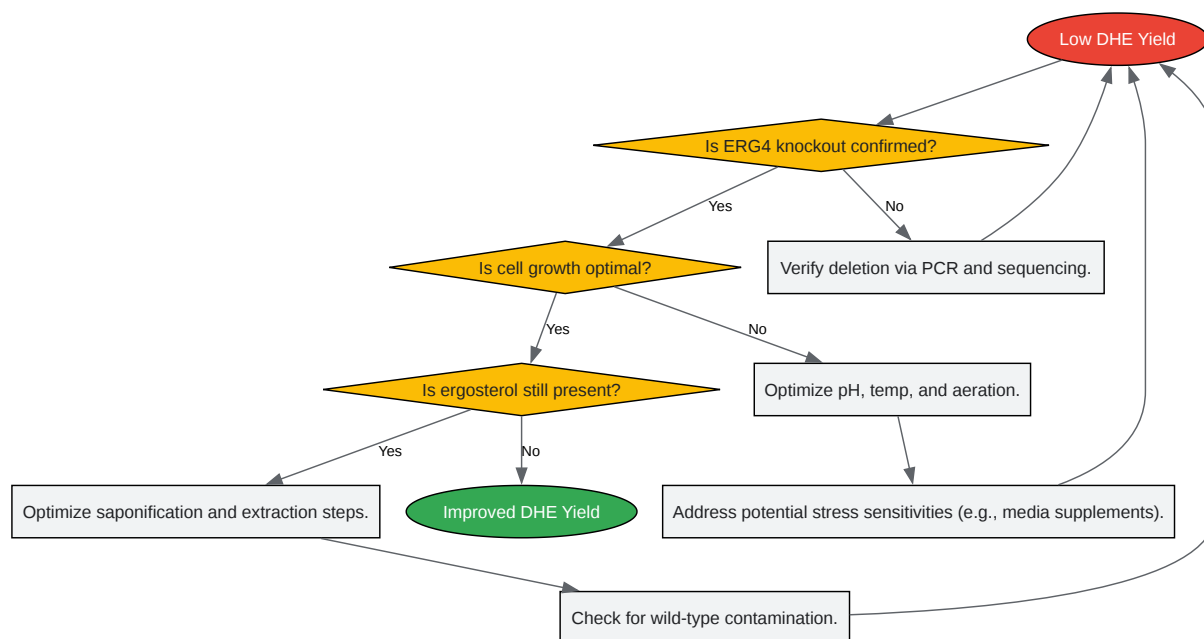 Low DHE Yield
Is ERG4 knockout confirmed?
Yes
No
Is cell growth optimal?
Verify deletion via PCR and sequencing.
Yes
No
Is ergosterol still present?
Optimize pH, temp, and aeration.
Yes
No
Optimize saponification and extraction steps.
Improved DHE Yield
Address potential stress sensitivities (e.g., media supplements).
Check for wild-type contamination.